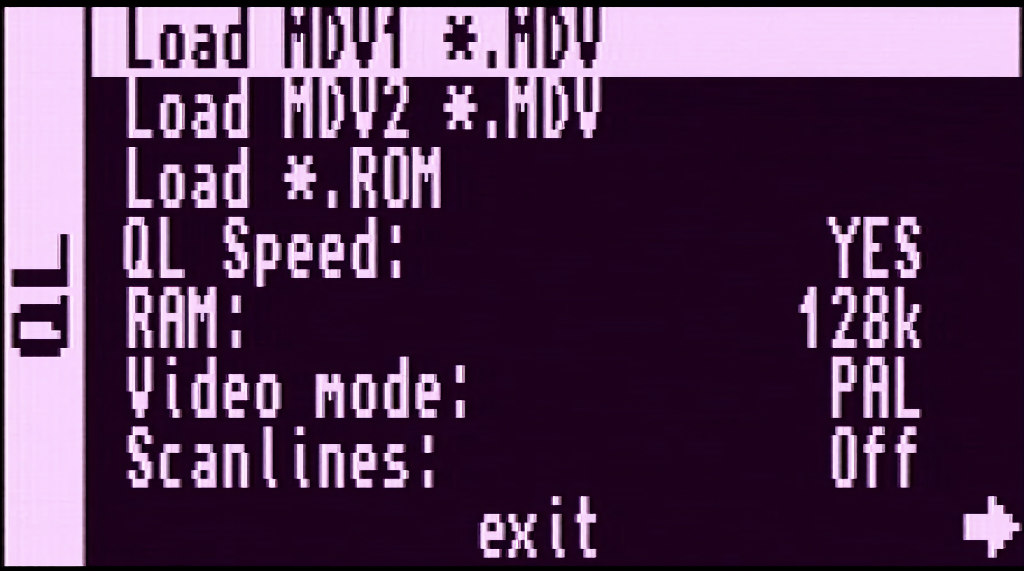 QL
Load MDV1 *.MDV
Load MDV2 *.MDV
Load *.ROM
QL Speed: YES
RAM: 128k
Video mode: PAL
Scanlines: Off
exit